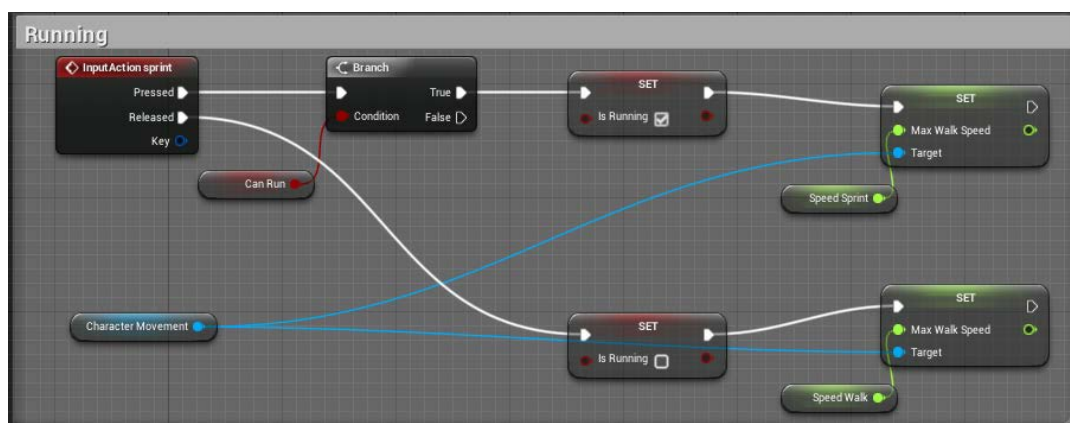 Running
InputAction sprint
Pressed
Released
Key
Branch
True
Condition
False
Can Run
SET
Is Running
SET
Max Walk Speed
Target
Speed Sprint
Character Movement
SET
Is Running
SET
Max Walk Speed
Target
Speed Walk